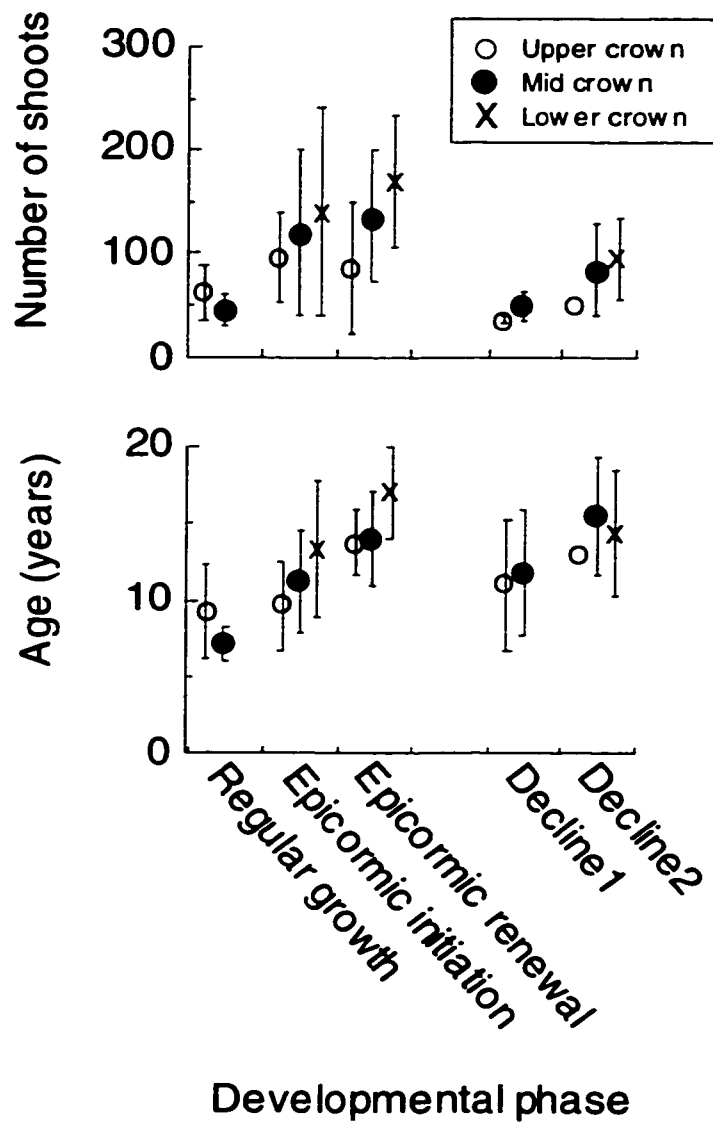 Upper crown
Mid crown
Lower crown
Number of shoots
300
200
100
0
Age (years)
20
10
0
Regular growth
Epicormic initiation
Epicormic renewal
Decline1
Decline2
Developmental phase